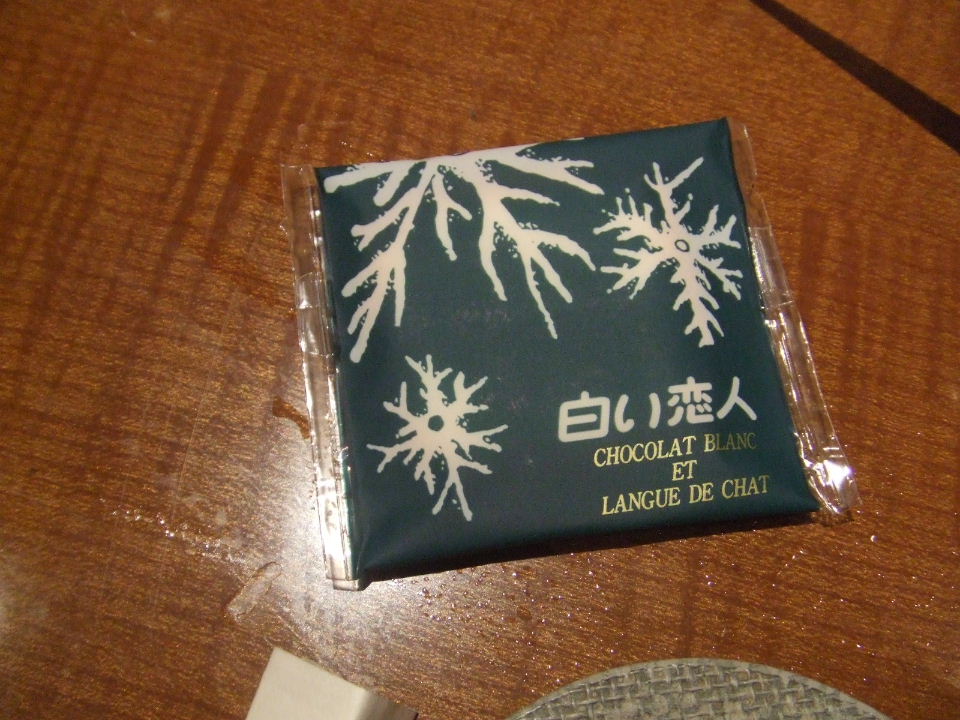 白い恋人
CHOCOLAT BLANC
ET
LANGUE DE CHAT